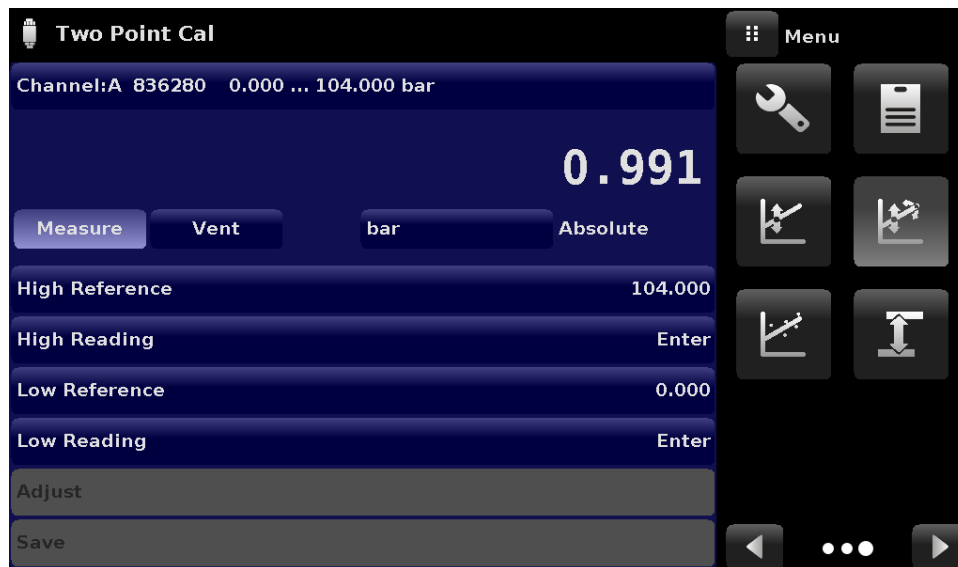 Two Point Cal
Menu
Channel:A 836280 0.000 ... 104.000 bar
0.991
Measure Vent bar Absolute
High Reference 104.000
High Reading Enter
Low Reference 0.000
Low Reading Enter
Adjust
Save